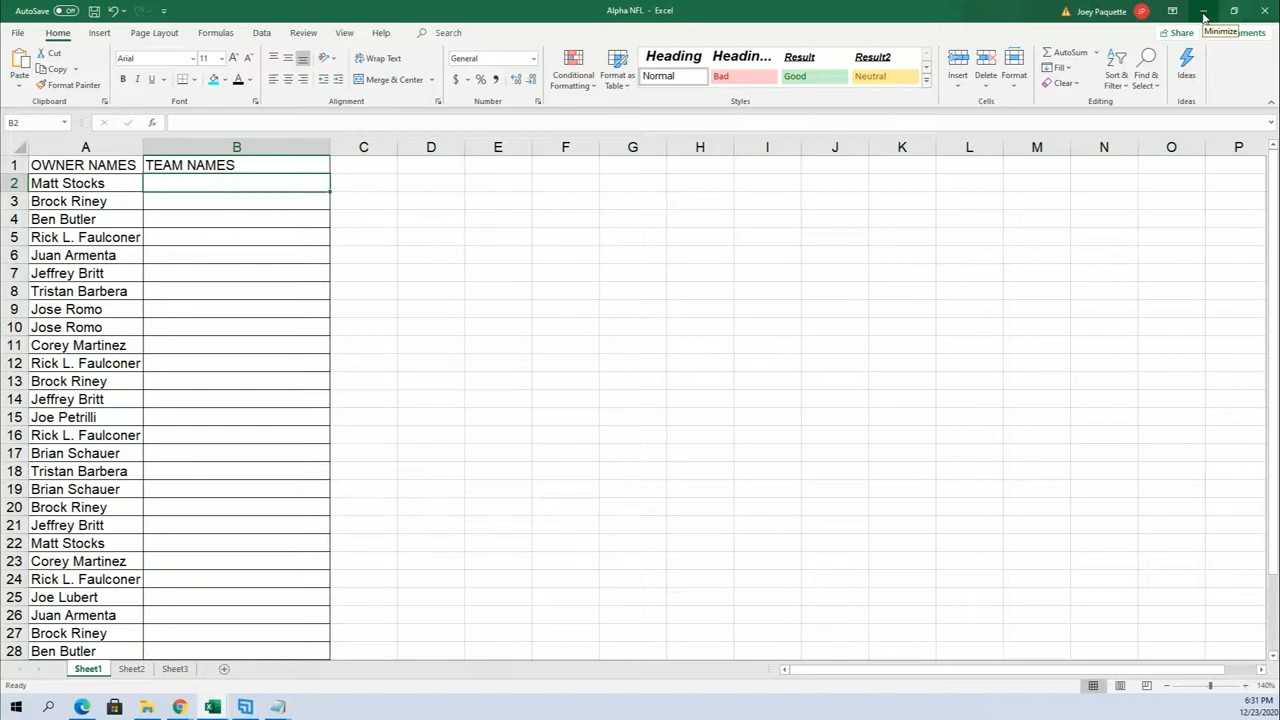 AutoSave Off Alpha NFL - Excel Joey Paquette JP
Minimize
File Home Insert Page Layout Formulas Data Review View Help Search Share
Paste Cut Copy Format Painter
Clipboard
Arial 11
B I U
Font
Wrap Text
Merge & Center
Alignment
General
$ % ,
Number
Conditional Formatting Format as Table
Heading Headin... Result Result2
Normal Bad Good Neutral
Styles
Insert Delete Format
Cells
AutoSum
Fill
Clear
Sort & Filter Find & Select
Editing
Ideas
Ideas
B2 fx
A B C D E F G H I J K L M N O P
1 OWNER NAMES TEAM NAMES
2 Matt Stocks
3 Brock Riney
4 Ben Butler
5 Rick L. Faulconer
6 Juan Armenta
7 Jeffrey Britt
8 Tristan Barbera
9 Jose Romo
10 Jose Romo
11 Corey Martinez
12 Rick L. Faulconer
13 Brock Riney
14 Jeffrey Britt
15 Joe Petrilli
16 Rick L. Faulconer
17 Brian Schauer
18 Tristan Barbera
19 Brian Schauer
20 Brock Riney
21 Jeffrey Britt
22 Matt Stocks
23 Corey Martinez
24 Rick L. Faulconer
25 Joe Lubert
26 Juan Armenta
27 Brock Riney
28 Ben Butler
Sheet1 Sheet2 Sheet3
Ready 140%
6:31 PM
12/23/2020